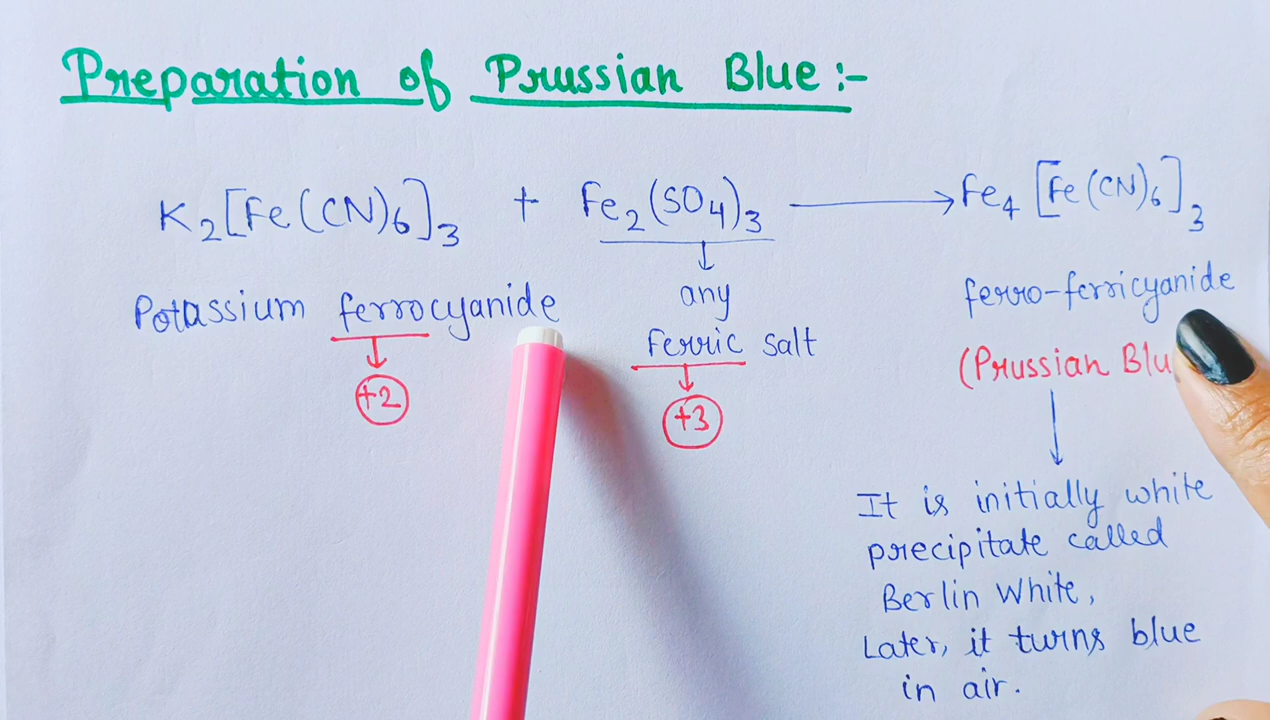 Preparation of Prussian Blue :-
K2[Fe(CN)6]3 + Fe2(SO4)3 ⟶ Fe4[Fe(CN)6]3
Potassium ferrocyanide
any
Ferric salt
ferro-ferricyanide
(Prussian Blu
+2
+3
It is initially white
precipitate called
Berlin White,
Later, it turns blue
in air.